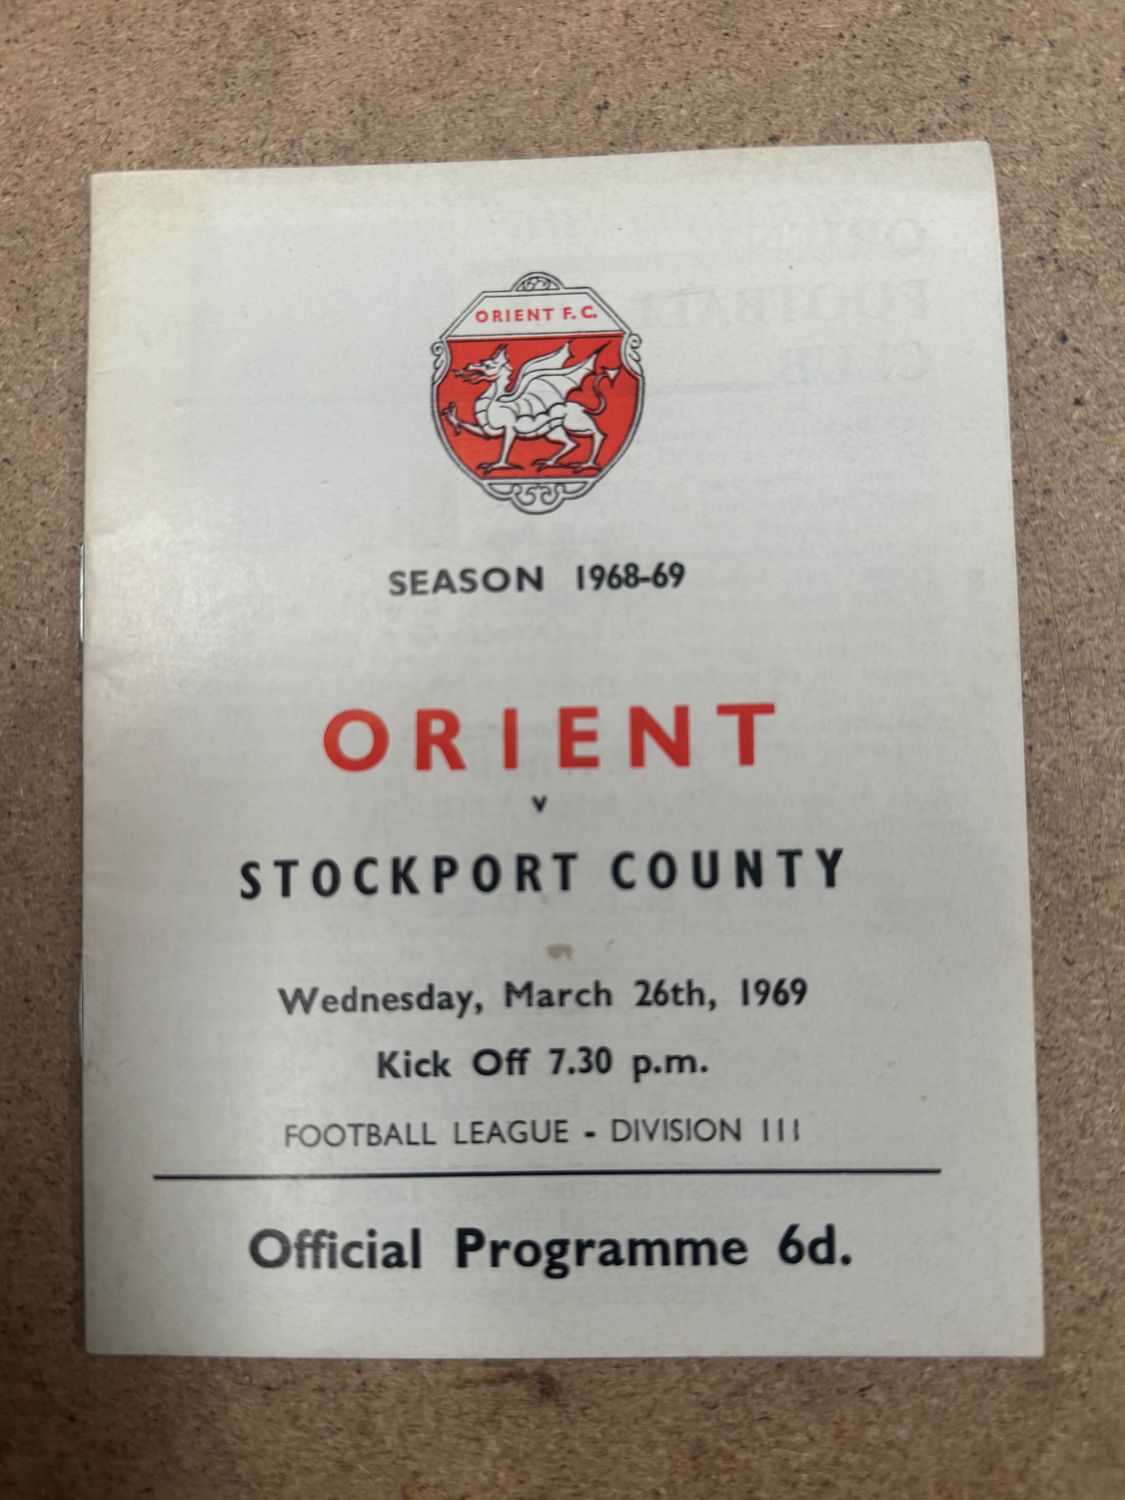 ORIENT F.C.
SEASON 1968-69
ORIENT
v
STOCKPORT COUNTY
Wednesday, March 26th, 1969
Kick Off 7.30 p.m.
FOOTBALL LEAGUE - DIVISION III
Official Programme 6d.